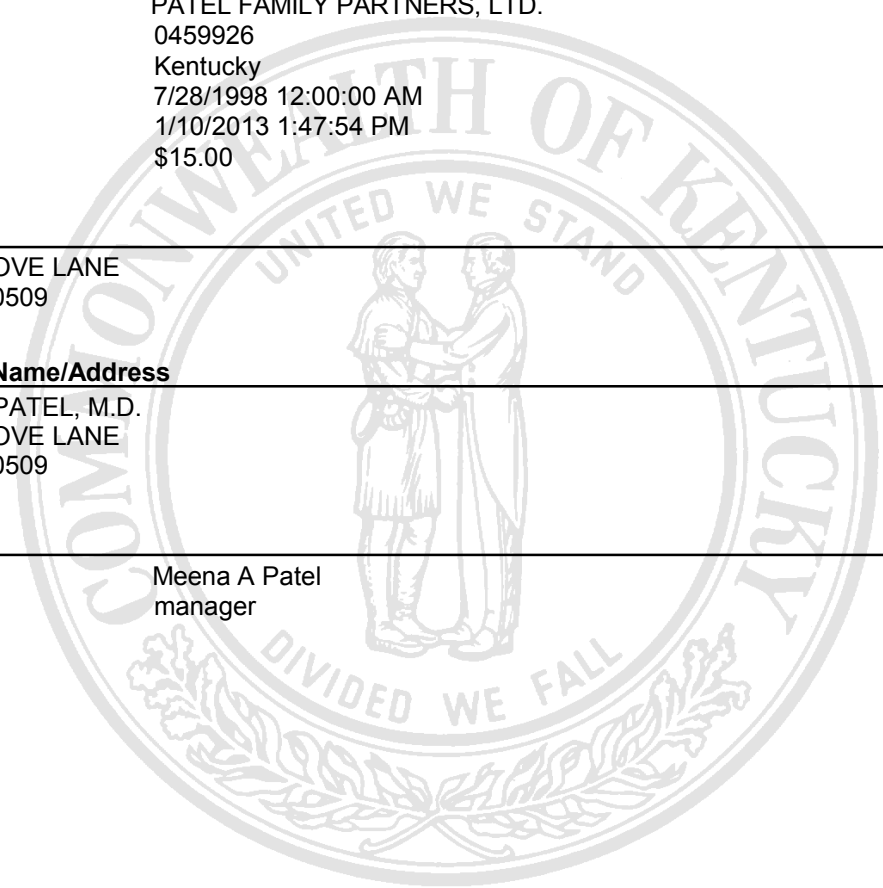 PATEL FAMILY PARTNERS, LTD.
0459926
Kentucky
7/28/1998 12:00:00 AM
1/10/2013 1:47:54 PM
$15.00
COMMONWEALTH OF KENTUCKY
UNITED WE STAND
OVE LANE
0509
Name/Address
PATEL, M.D.
OVE LANE
0509
Meena A Patel
manager
DIVIDED WE FALL